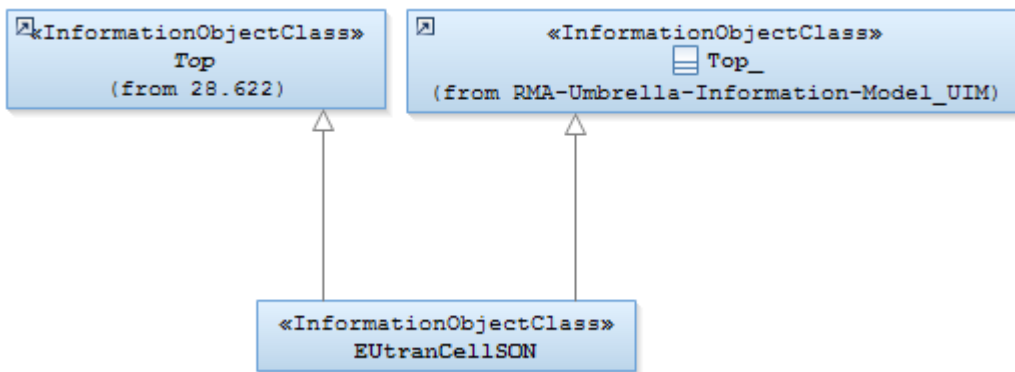 «InformationObjectClass»
Top
(from 28.622)
«InformationObjectClass»
Top_
(from RMA-Umbrella-Information-Model_UIM)
«InformationObjectClass»
EUtranCellSON